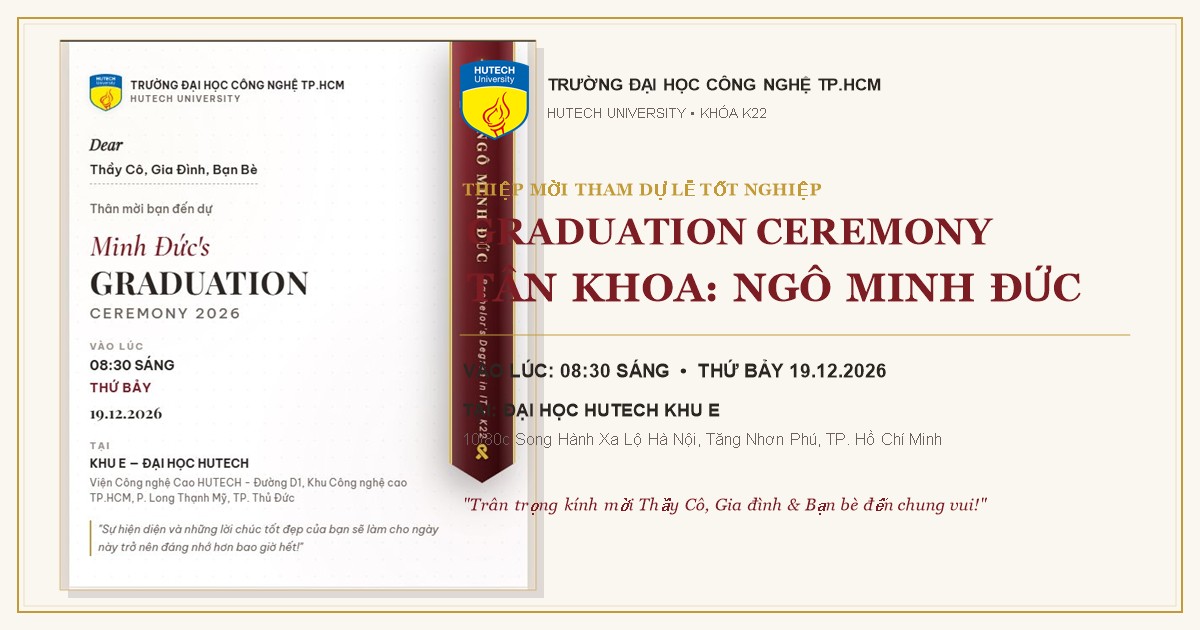 HUTECH
University
TRƯỜNG ĐẠI HỌC CÔNG NGHỆ TP.HCM
HUTECH UNIVERSITY
Dear
Thầy Cô, Gia Đình, Bạn Bè
Thân mời bạn đến dự
Minh Đức's
GRADUATION
CEREMONY 2026
VÀO LÚC
08:30 SÁNG
THỨ BẢY
19.12.2026
TẠI
KHU E – ĐẠI HỌC HUTECH
Viện Công nghệ Cao HUTECH - Đường D1, Khu Công nghệ cao
TP.HCM, P. Long Thạnh Mỹ, TP. Thủ Đức
"Sự hiện diện và những lời chúc tốt đẹp của bạn sẽ làm cho ngày
này trở nên đáng nhớ hơn bao giờ hết!"
NGÔ MINH ĐỨC
Bachelor's Degree in IT K22
HUTECH
University
TRƯỜNG ĐẠI HỌC CÔNG NGHỆ TP.HCM
HUTECH UNIVERSITY • KHÓA K22
THIỆP MỜI THAM DỰ LỄ TỐT NGHIỆP
GRADUATION CEREMONY
TÂN KHOA: NGÔ MINH ĐỨC
VÀO LÚC: 08:30 SÁNG • THỨ BẢY 19.12.2026
TẠI: ĐẠI HỌC HUTECH KHU E
10/80c Song Hành Xa Lộ Hà Nội, Tăng Nhơn Phú, TP. Hồ Chí Minh
"Trân trọng kính mời Thầy Cô, Gia đình & Bạn bè đến chung vui!"